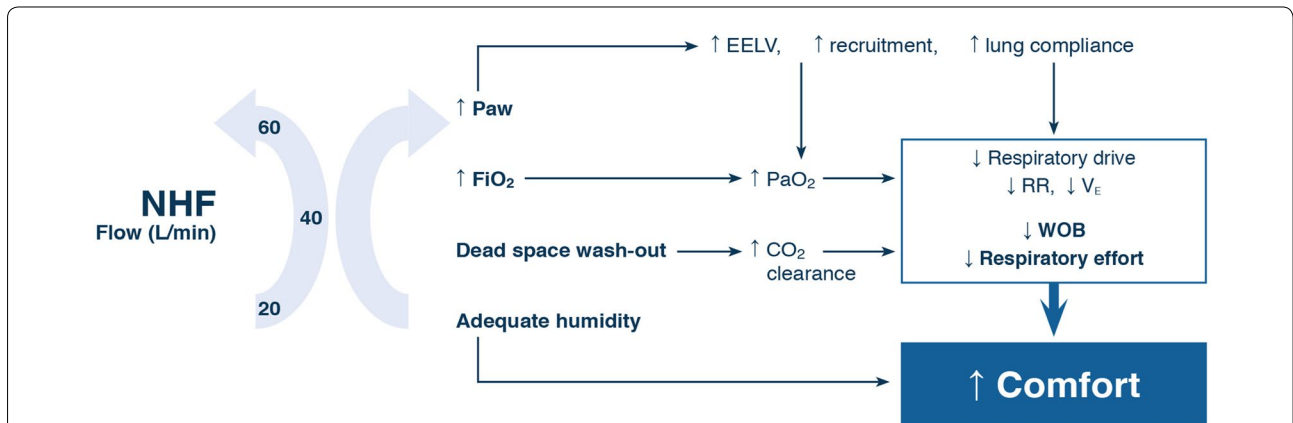 ↑ EELV, ↑ recruitment, ↑ lung compliance
60
↑ Paw
↓ Respiratory drive
↑ FiO₂
↑ PaO₂
↓ RR, ↓ VE
NHF
Flow (L/min)
40
↓ WOB
Dead space wash-out
↑ CO₂
clearance
↓ Respiratory effort
20
Adequate humidity
↑ Comfort